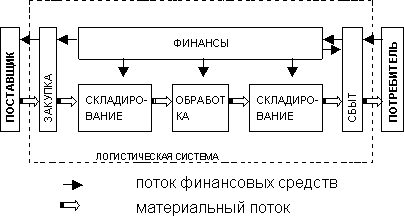 ПОСТАВЩИК
ЗАКУПКА
ФИНАНСЫ
СКЛАДИРО-
ВАНИЕ
ОБРАБОТ
КА
СКЛАДИРО-
ВАНИЕ
СБЫТ
ПОТРЕБИТЕЛЬ
ЛОГИСТИЧЕСКАЯ СИСТЕМА
поток финансовых средств
материальный поток